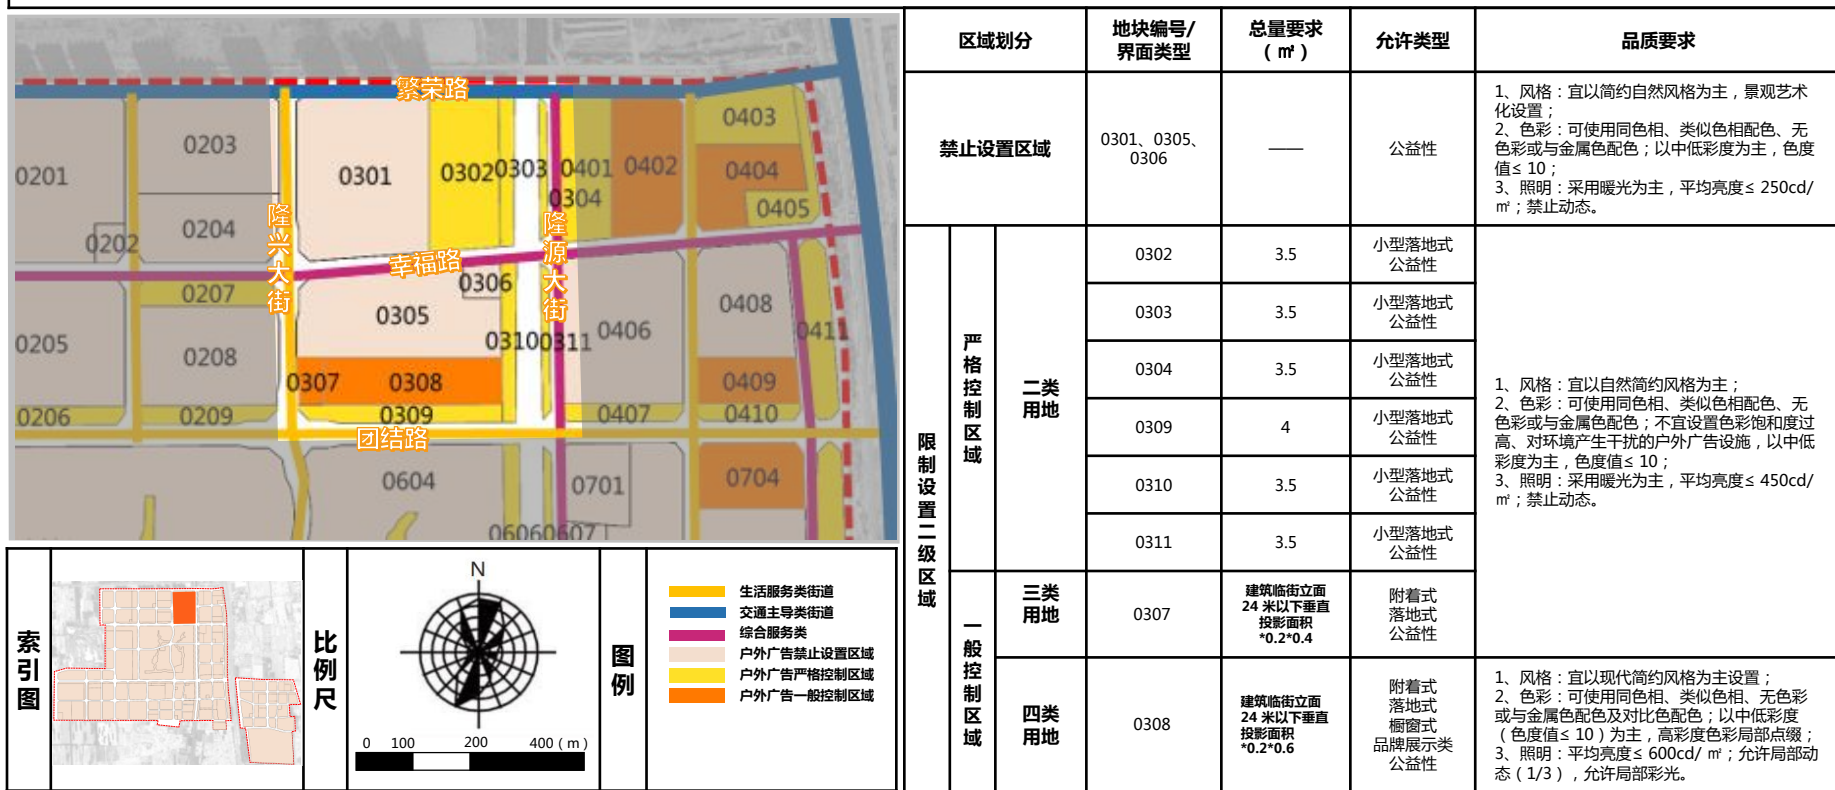 繁荣路
0403
0203
0201
0301
0302
0303
0401
0402
0404
0304
0405
0204
0202
隆兴大街
隆源大街
幸福路
0306
0207
0305
0408
0205
0208
0310
0311
0406
0411
0307
0308
0409
0206
0209
0309
0407
0410
团结路
0604
0701
0704
0606
0607
索引图
比例尺
N
0 100 200 400（m）
图例
生活服务类街道
交通主导类街道
综合服务类
户外广告禁止设置区域
户外广告严格控制区域
户外广告一般控制区域
区域划分
地块编号/
界面类型
总量要求
（㎡）
允许类型
品质要求
禁止设置区域
0301、0305、
0306
——
公益性
1、风格：宜以简约自然风格为主，景观艺术
化设置；
2、色彩：可使用同色相、类似色相配色、无
色彩或与金属色配色；以中低彩度为主，色度
值≤ 10；
3、照明：采用暖光为主，平均亮度≤ 250cd/
㎡；禁止动态。
限制设置二级区域
严格控制区域
二类
用地
0302
3.5
小型落地式
公益性
0303
3.5
小型落地式
公益性
0304
3.5
小型落地式
公益性
0309
4
小型落地式
公益性
0310
3.5
小型落地式
公益性
0311
3.5
小型落地式
公益性
1、风格：宜以自然简约风格为主；
2、色彩：可使用同色相、类似色相配色、无
色彩或与金属色配色；不宜设置色彩饱和度过
高、对环境产生干扰的户外广告设施，以中低
彩度为主，色度值≤ 10；
3、照明：采用暖光为主，平均亮度≤ 450cd/
㎡；禁止动态。
一般控制区域
三类
用地
0307
建筑临街立面
24 米以下垂直
投影面积
*0.2*0.4
附着式
落地式
公益性
四类
用地
0308
建筑临街立面
24 米以下垂直
投影面积
*0.2*0.6
附着式
落地式
橱窗式
品牌展示类
公益性
1、风格：宜以现代简约风格为主设置；
2、色彩：可使用同色相、类似色相、无色彩
或与金属色配色及对比色配色；以中低彩度
（色度值≤ 10）为主，高彩度色彩局部点缀；
3、照明：平均亮度≤ 600cd/ ㎡；允许局部动
态（1/3），允许局部彩光。